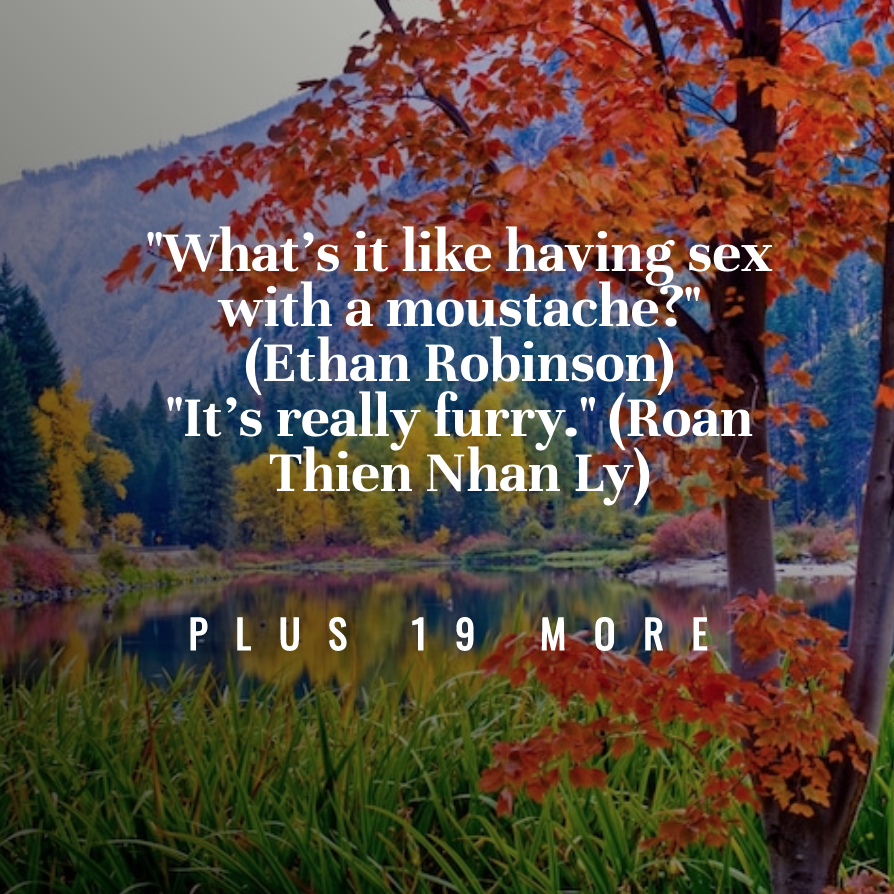 "What’s it like having sex
with a moustache?"
(Ethan Robinson)
"It’s really furry." (Roan
Thien Nhan Ly)
PLUS 19 MORE